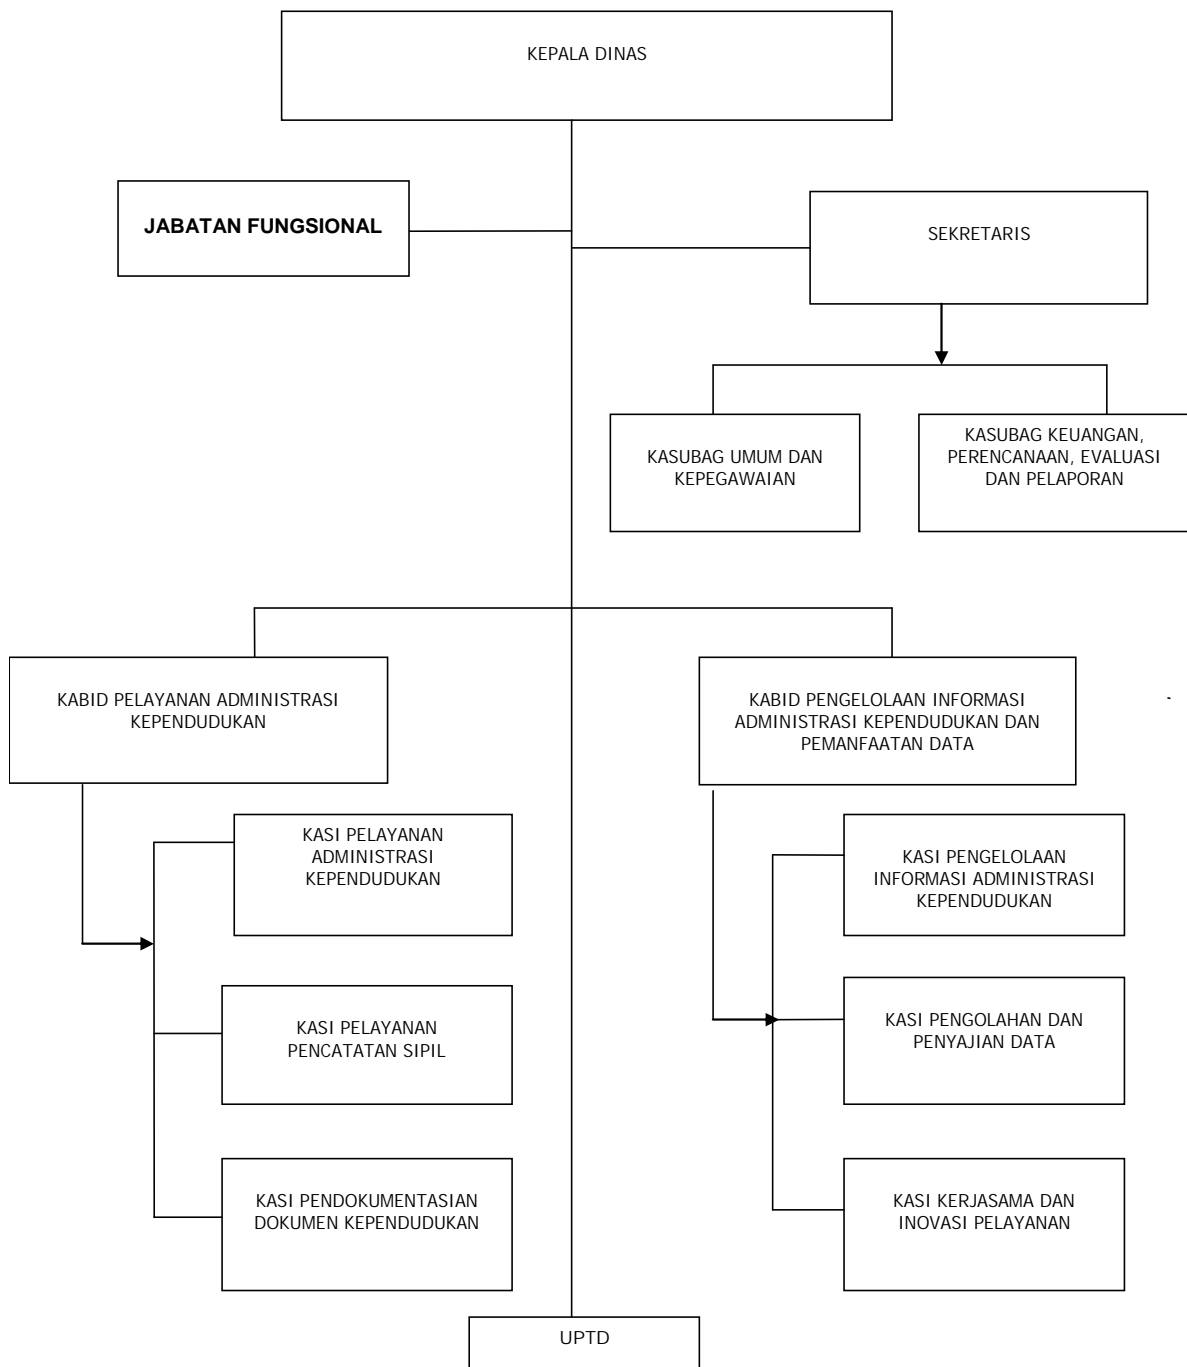 KEPALA DINAS
JABATAN FUNGSIONAL
SEKRETARIS
KASUBAG UMUM DAN
KEPEGAWAIAN
KASUBAG KEUANGAN,
PERENCANAAN, EVALUASI
DAN PELAPORAN
KABID PELAYANAN ADMINISTRASI
KEPENDUDUKAN
KABID PENGELOLAAN INFORMASI
ADMINISTRASI KEPENDUDUKAN DAN
PEMANFAATAN DATA
KASI PELAYANAN
ADMINISTRASI
KEPENDUDUKAN
KASI PELAYANAN
PENCATATAN SIPIL
KASI PENDOKUMENTASIAN
DOKUMEN KEPENDUDUKAN
KASI PENGELOLAAN
INFORMASI ADMINISTRASI
KEPENDUDUKAN
KASI PENGOLAHAN DAN
PENYAJIAN DATA
KASI KERJASAMA DAN
INOVASI PELAYANAN
UPTD